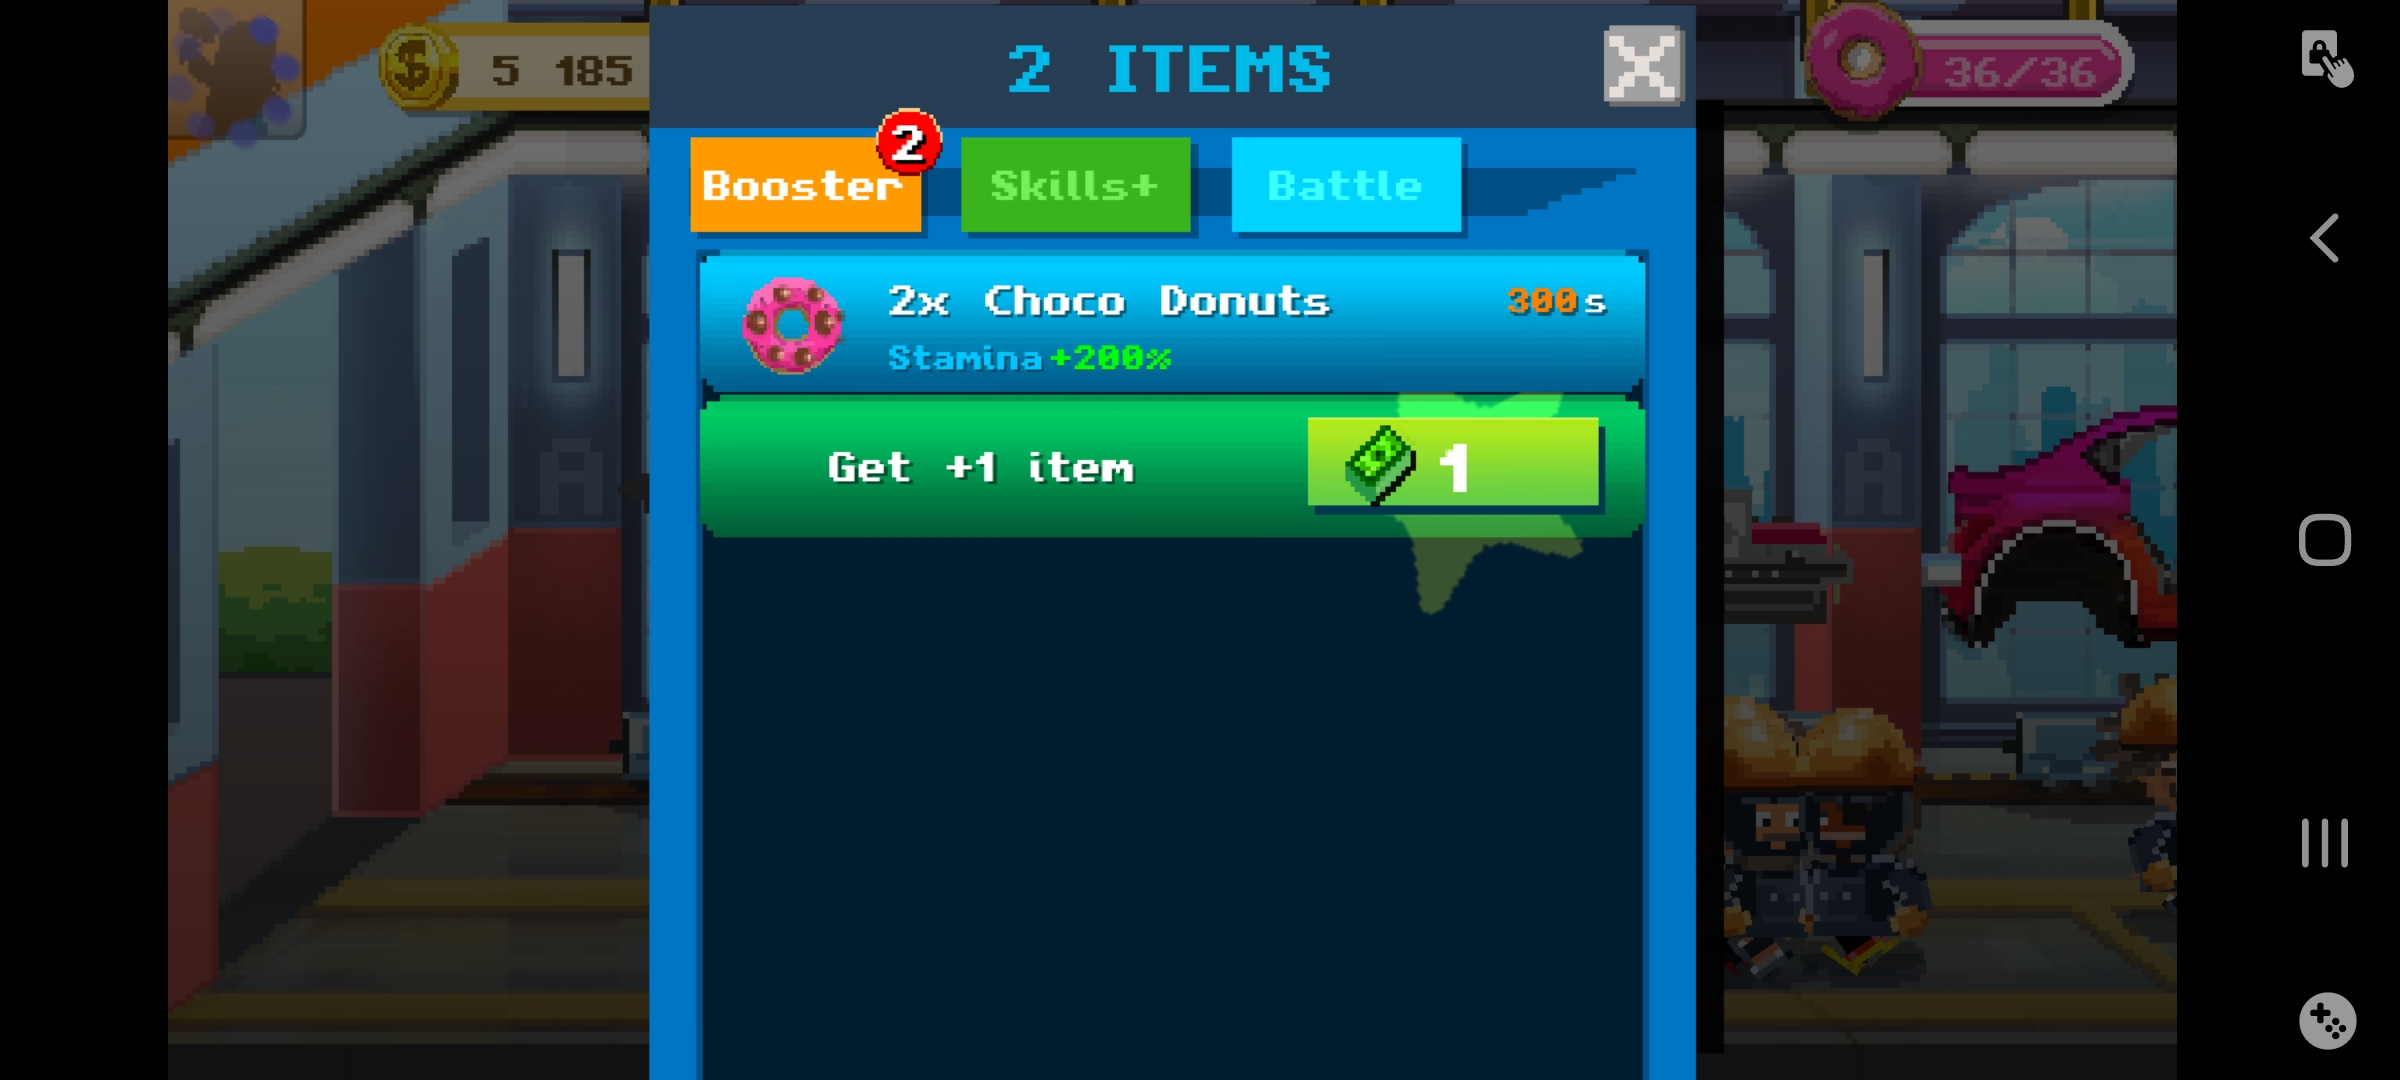 5 185
2 ITEMS
36/36
2
Booster
Skills+
Battle
2x Choco Donuts
300s
Stamina +200%
Get +1 item
1
A
A